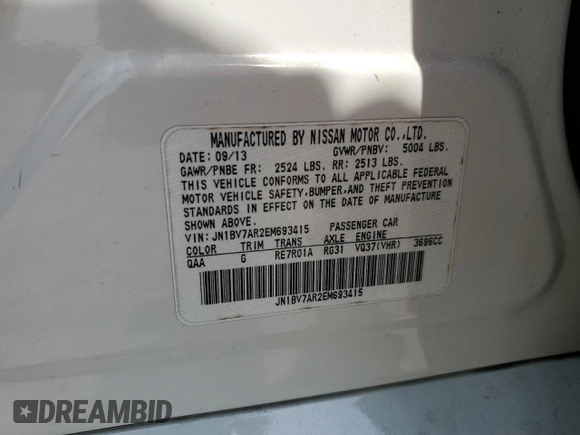 MANUFACTURED BY NISSAN MOTOR CO.,LTD.
DATE: 09/13 GVWR/PNBV: 5004 LBS.
GAWR/PNBE FR: 2524 LBS. RR: 2513 LBS.
THIS VEHICLE CONFORMS TO ALL APPLICABLE FEDERAL
MOTOR VEHICLE SAFETY,BUMPER,AND THEFT PREVENTION
STANDARDS IN EFFECT ON THE DATE OF MANUFACTURE
SHOWN ABOVE.
VIN: JN1BV7AR2EM693415 PASSENGER CAR
COLOR TRIM TRANS AXLE ENGINE
QAA G RE7R01A RG31 VQ37(VHR) 3696CC
JN1BV7AR2EM693415
DREAMBID